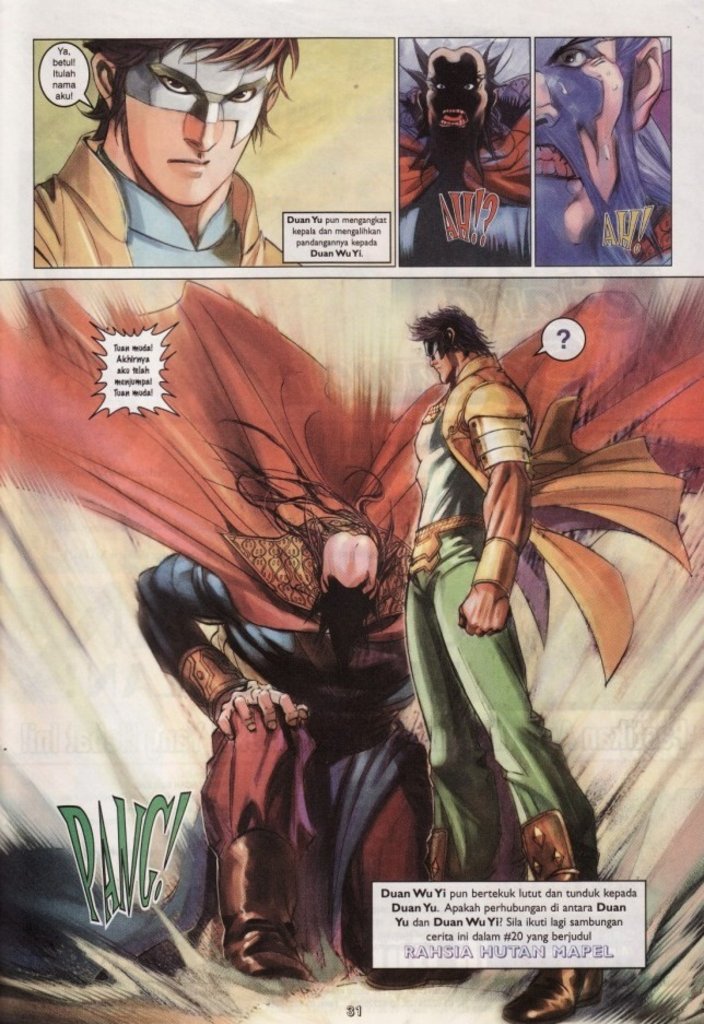 Ya,
betul!
Itulah
nama
aku!
Duan Yu pun mengangkat
kepala dan mengalihkan
pandangannya kepada
Duan Wu Yi.
AH!?
AH!
Tuan muda!
Akhirnya
aku telah
menjumpai
Tuan muda!
?
PANG!
Duan Wu Yi pun bertekuk lutut dan tunduk kepada
Duan Yu. Apakah perhubungan di antara Duan
Yu dan Duan Wu Yi? Sila ikuti lagi sambungan
cerita ini dalam #20 yang berjudul
RAHSIA HUTAN MAPEL
31